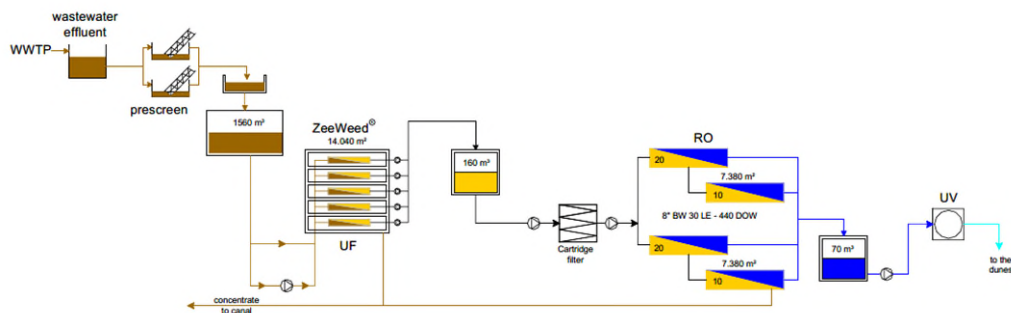 wastewater
effluent
WWTP
prescreen
1560 m³
ZeeWeed®
14.040 m²
UF
160 m³
Cartridge
filter
RO
20
7.380 m²
10
8" BW 30 LE - 440 DOW
20
7.380 m²
10
70 m³
UV
to the
dunes
concentrate
to canal